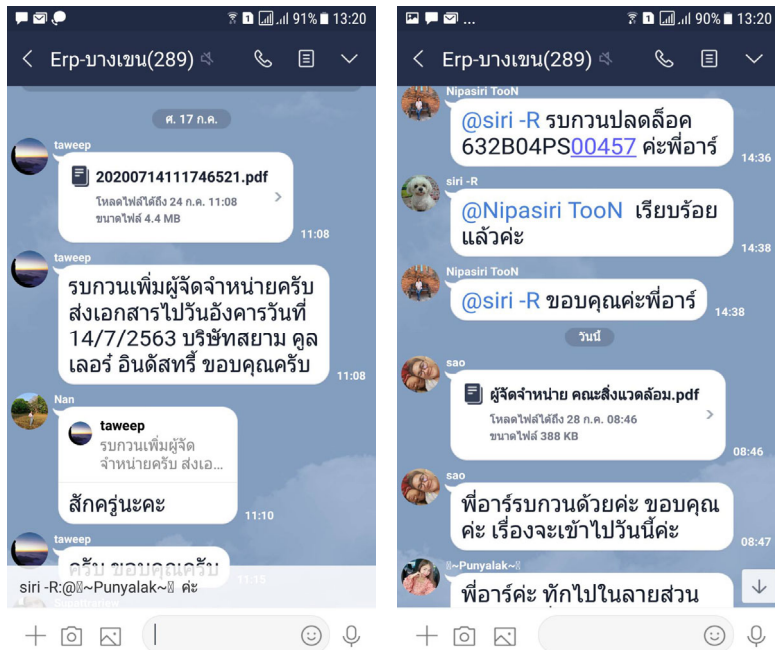 91% 13:20
Erp-บางเขน(289)
ศ. 17 ก.ค.
taweep
20200714111746521.pdf
โหลดไฟล์ได้ถึง 24 ก.ค. 11:08
ขนาดไฟล์ 4.4 MB
11:08
taweep
รบกวนเพิ่มผู้จัดจำหน่ายครับ
ส่งเอกสารไปวันอังคารวันที่
14/7/2563 บริษัทสยาม คูล
เลอร์ อินดัสทรี้ ขอบคุณครับ
11:08
Nan
taweep
รบกวนเพิ่มผู้จัด
จำหน่ายครับ ส่งเอ...
สักครู่นะคะ
11:10
taweep
ครับ ขอบคุณครับ
11:15
siri -R:@~Punyalak~ ค่ะ
90% 13:20
Erp-บางเขน(289)
Nipasiri TooN
@siri -R รบกวนปลดล็อค
632B04PS00457 ค่ะพี่อาร์
14:36
siri -R
@Nipasiri TooN เรียบร้อย
แล้วค่ะ
14:38
Nipasiri TooN
@siri -R ขอบคุณค่ะพี่อาร์
14:38
วันนี้
sao
ผู้จัดจำหน่าย คณะสิ่งแวดล้อม.pdf
โหลดไฟล์ได้ถึง 28 ก.ค. 08:46
ขนาดไฟล์ 388 KB
08:46
sao
พี่อาร์รบกวนด้วยค่ะ ขอบคุณ
ค่ะ เรื่องจะเข้าไปวันนี้ค่ะ
08:47
~Punyalak~
พี่อาร์ค่ะ ทักไปในลายส่วน